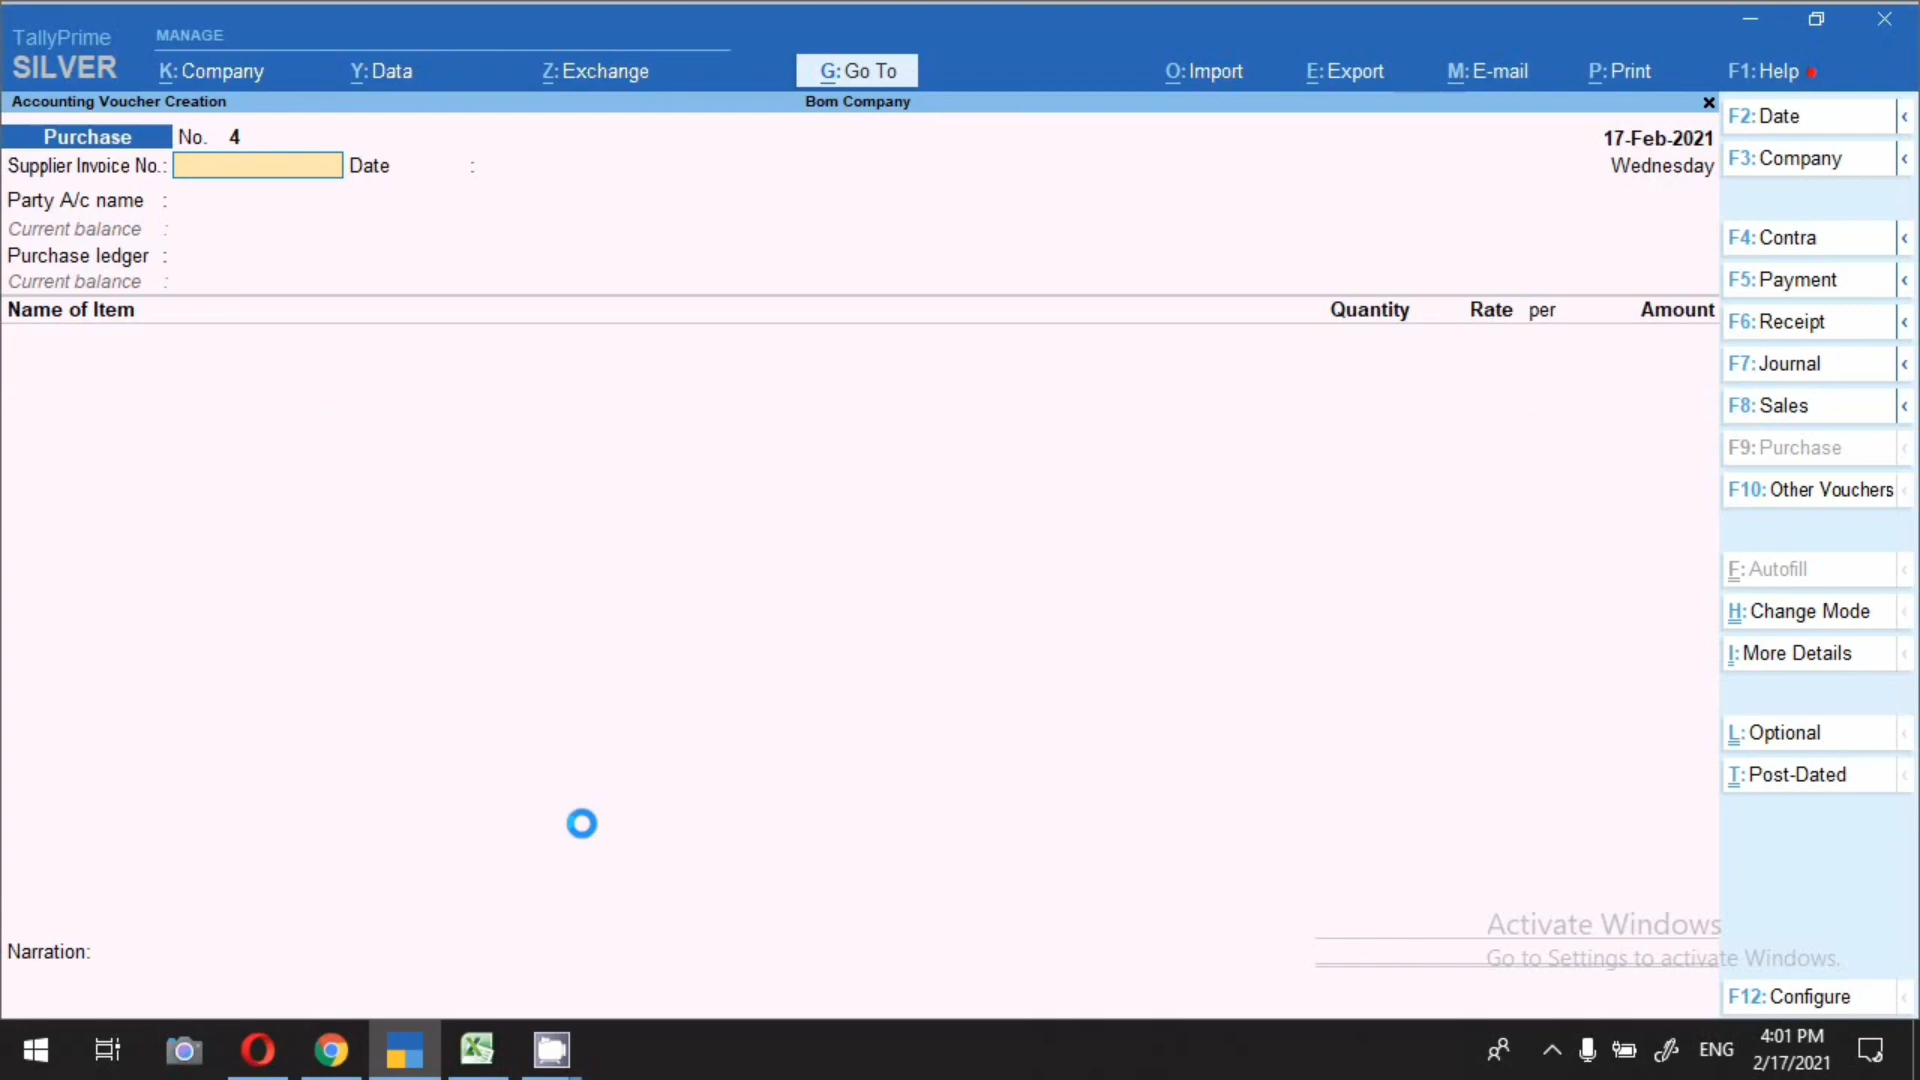 TallyPrime
SILVER
MANAGE
K: Company
Y: Data
Z: Exchange
G: Go To
O: Import
E: Export
M: E-mail
P: Print
F1: Help
Accounting Voucher Creation
Bom Company
Purchase No. 4
17-Feb-2021
Supplier Invoice No.: Date :
Wednesday
Party A/c name :
Current balance :
Purchase ledger :
Current balance :
Name of Item Quantity Rate per Amount
Narration:
F2: Date
F3: Company
F4: Contra
F5: Payment
F6: Receipt
F7: Journal
F8: Sales
F9: Purchase
F10: Other Vouchers
F: Autofill
H: Change Mode
I: More Details
L: Optional
T: Post-Dated
Activate Windows
Go to Settings to activate Windows.
F12: Configure
ENG
4:01 PM
2/17/2021